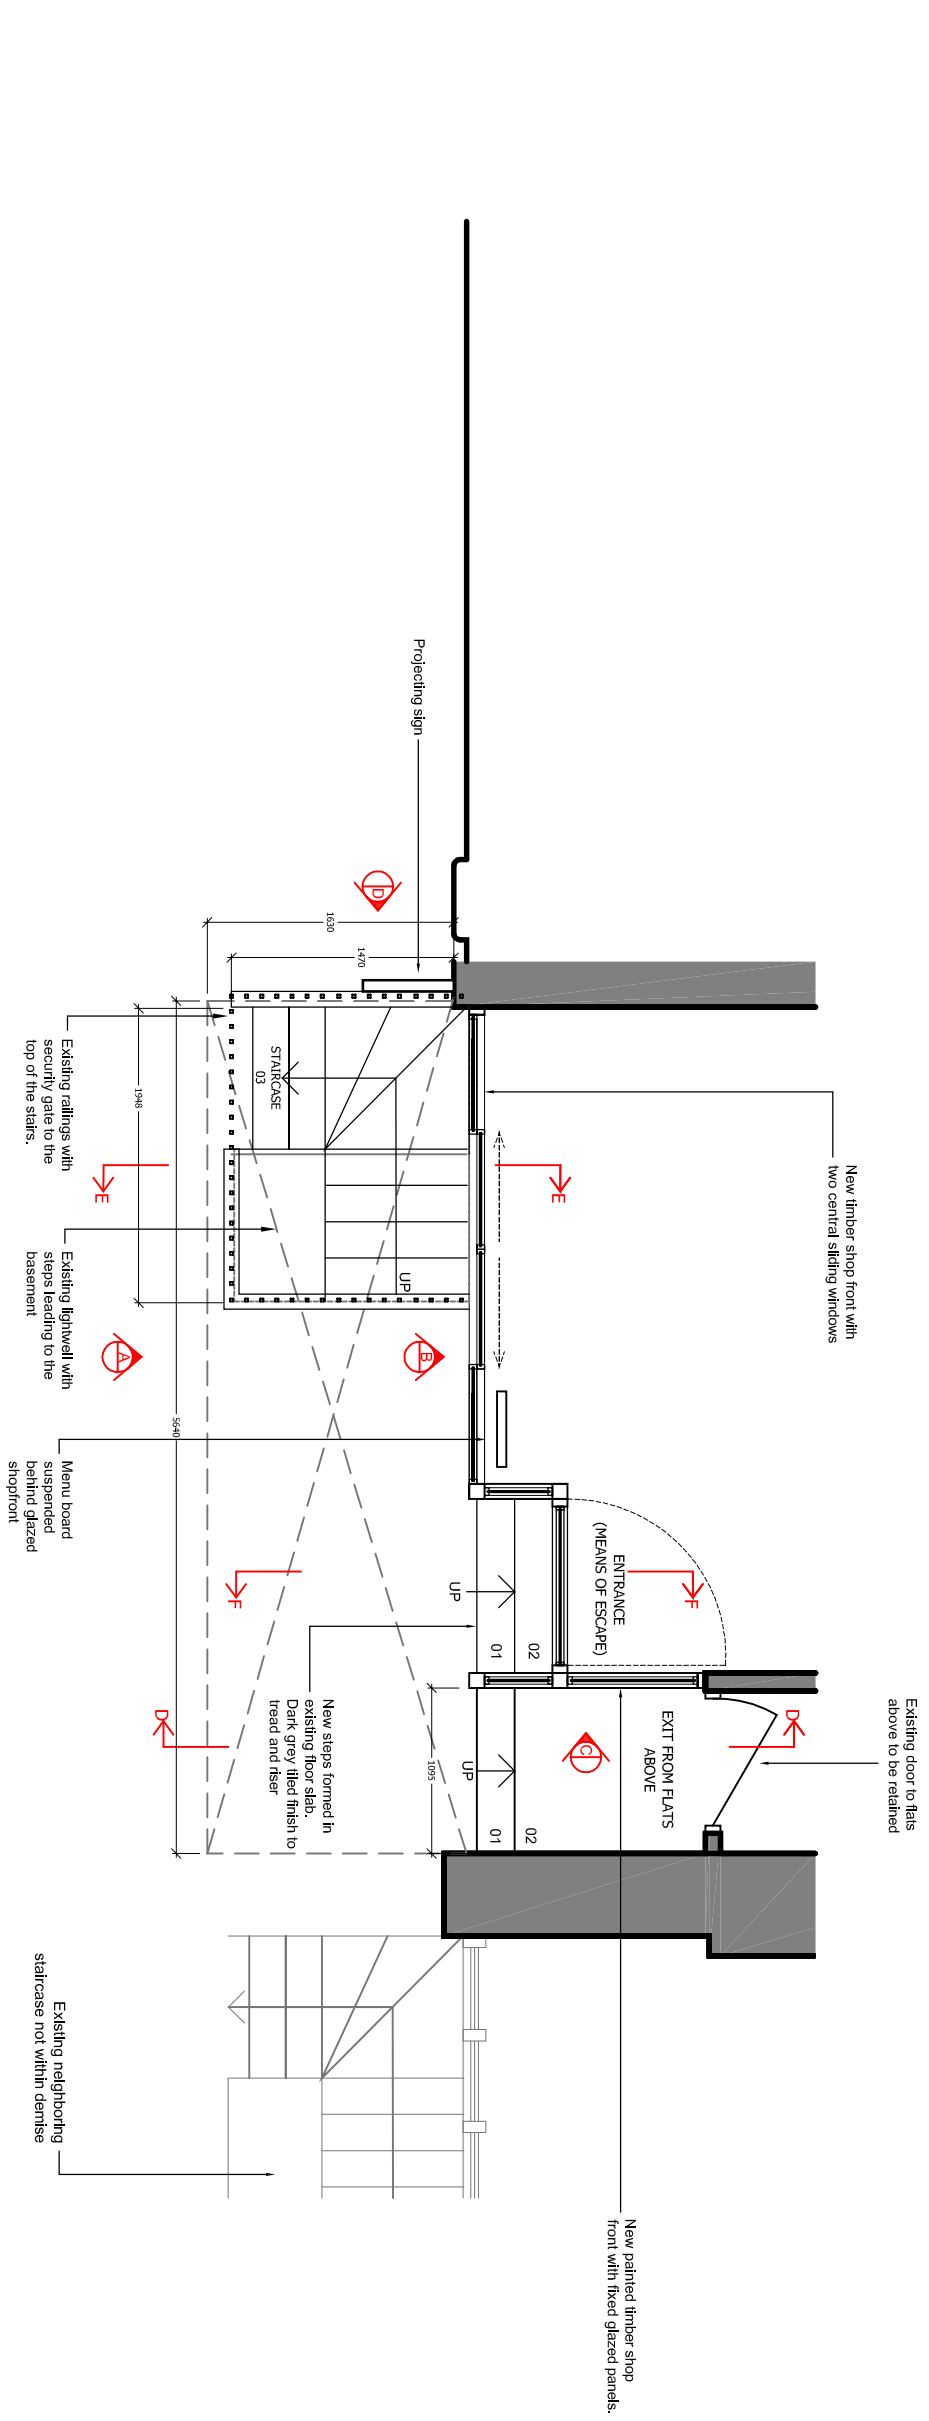 Projecting sign
1630
1470
STAIRCASE
03
UP
1948
5640
Existing railings with
security gate to the
top of the stairs.
Existing lightwell with
steps leading to the
basement
Menu board
suspended
behind glazed
shopfront
New timber shop front with
two central sliding windows
ENTRANCE
(MEANS OF ESCAPE)
UP
01
02
New steps formed in
existing floor slab.
Dark grey tiled finish to
tread and riser
EXIT FROM FLATS
ABOVE
UP
01
02
1095
Existing door to flats
above to be retained
Existing neighboring
staircase not within demise
New painted timber shop
front with fixed glazed panels.
D
E
E
A
B
F
F
D
D
C